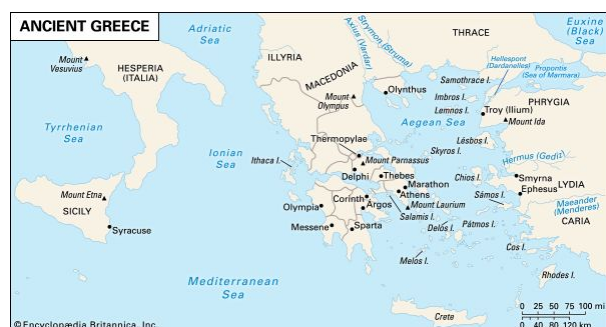 ANCIENT GREECE
Adriatic
Sea
Mount
Vesuvius
HESPERIA
(ITALIA)
ILLYRIA
Axius (Vardar)
Strymon (Struma)
THRACE
Euxine
(Black)
Sea
MACEDONIA
Hellespont
(Dardanelles)
Propontis
(Sea of Marmara)
Samothrace I.
Olynthus
Mount
Olympus
Imbros I.
Lemnos I.
Troy (Ilium)
PHRYGIA
Mount Ida
Aegean Sea
Tyrrhenian
Sea
Thermopylae
Lésbos I.
Skyros I.
Ionian
Sea
Ithaca I.
Mount Parnassus
Hermus (Gediz)
Delphi
Thebes
Chios I.
Smyrna
LYDIA
Marathon
Ephesus
Mount Etna
SICILY
Corinth
Athens
Sámos I.
Maeander
(Menderes)
Olympia
Argos
Mount Laurium
Salamis I.
CARIA
Syracuse
Messene
Sparta
Delos I.
Pátmos I.
Cos I.
Melos I.
Mediterranean
Sea
Rhodes I.
Crete
0 25 50 75 100 mi
0 40 80 120 km
© Encyclopædia Britannica, Inc.